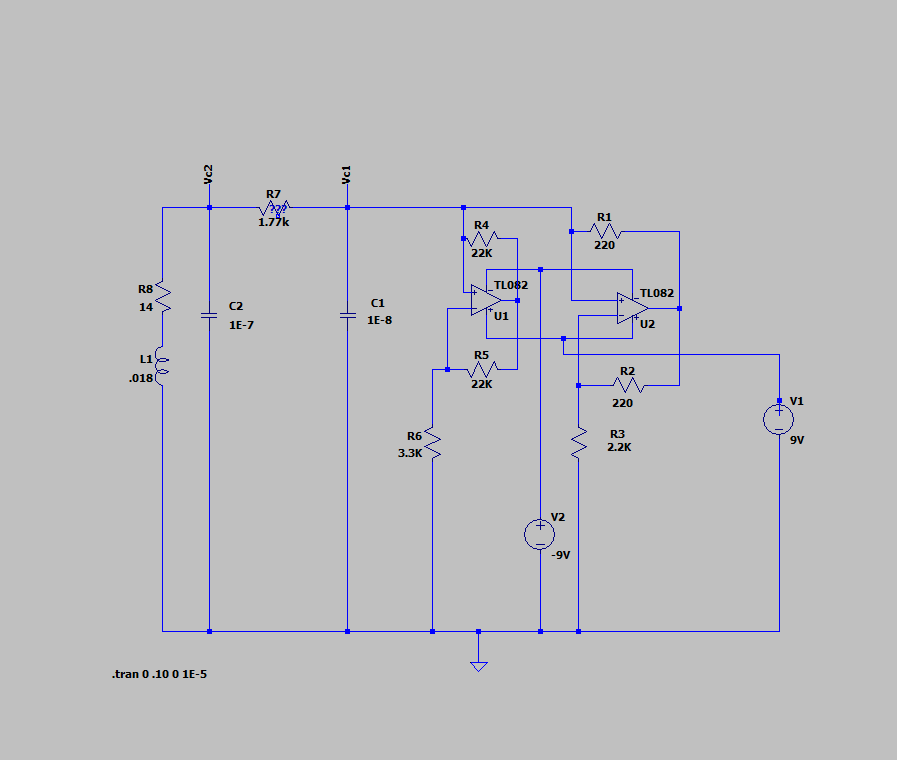 Vc2
Vc1
R7
1.77k
R4
22K
R1
220
TL082
U1
TL082
U2
R8
14
C2
1E-7
C1
1E-8
L1
.018
R5
22K
R2
220
V1
9V
R6
3.3K
R3
2.2K
V2
-9V
.tran 0 .10 0 1E-5